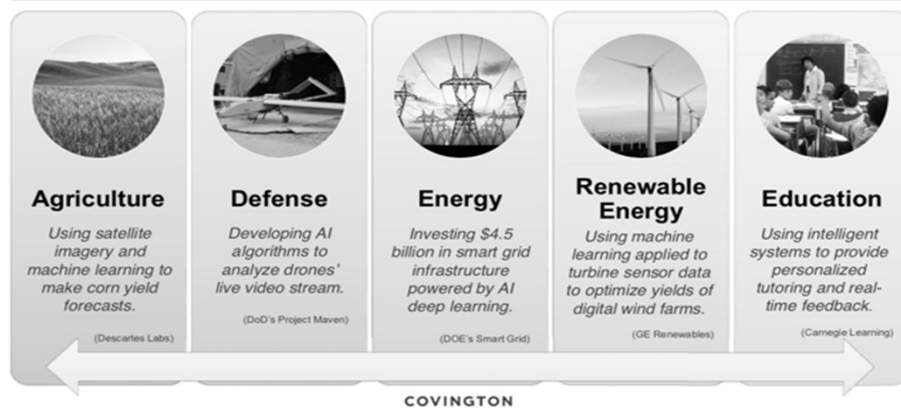 Agriculture
Using satellite
imagery and
machine learning to
make corn yield
forecasts.
(Descartes Labs)
Defense
Developing AI
algorithms to
analyze drones'
live video stream.
(DoD's Project Maven)
Energy
Investing $4.5
billion in smart grid
infrastructure
powered by AI
deep learning.
(DOE's Smart Grid)
Renewable
Energy
Using machine
learning applied to
turbine sensor data
to optimize yields of
digital wind farms.
(GE Renewables)
Education
Using intelligent
systems to provide
personalized
tutoring and real-
time feedback.
(Carnegie Learning)
COVINGTON